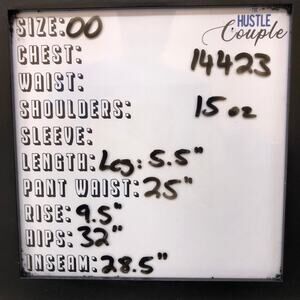 SIZE: 00
THE
HUSTLE
Couple
CHEST:
14423
WAIST:
SHOULDERS:
15 oz
SLEEVE:
LENGTH: Leg: 5.5"
PANT WAIST: 25"
RISE: 9.5"
HIPS: 32"
INSEAM: 28.5"